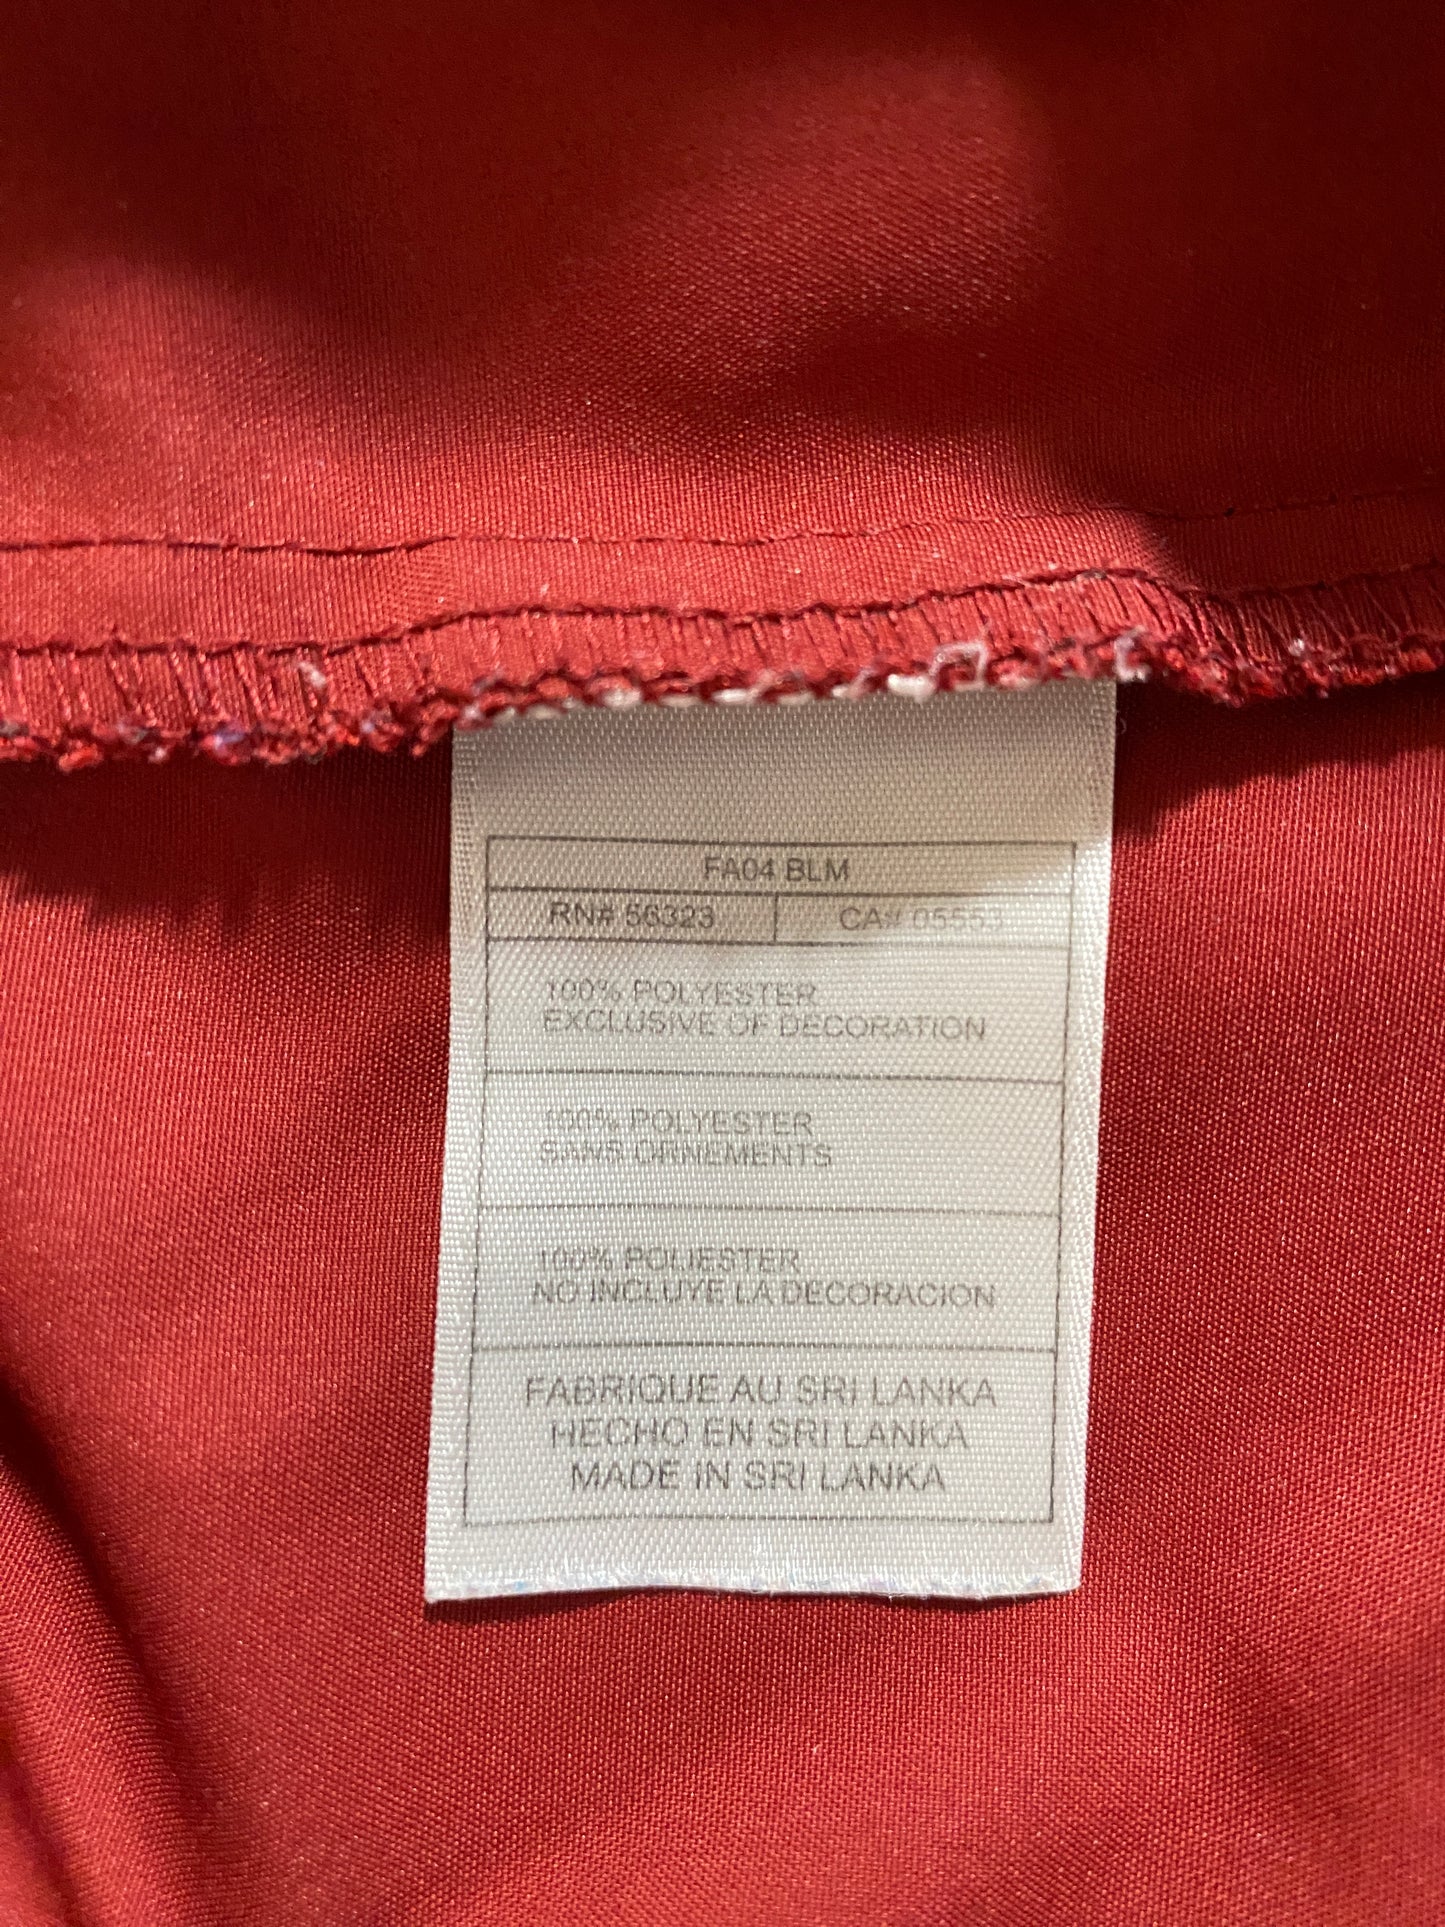 FA04 BLM
RN# 56323 CA# 05553
100% POLYESTER
EXCLUSIVE OF DECORATION
100% POLYESTER
SANS ORNEMENTS
100% POLIESTER
NO INCLUYE LA DECORACION
FABRIQUE AU SRI LANKA
HECHO EN SRI LANKA
MADE IN SRI LANKA